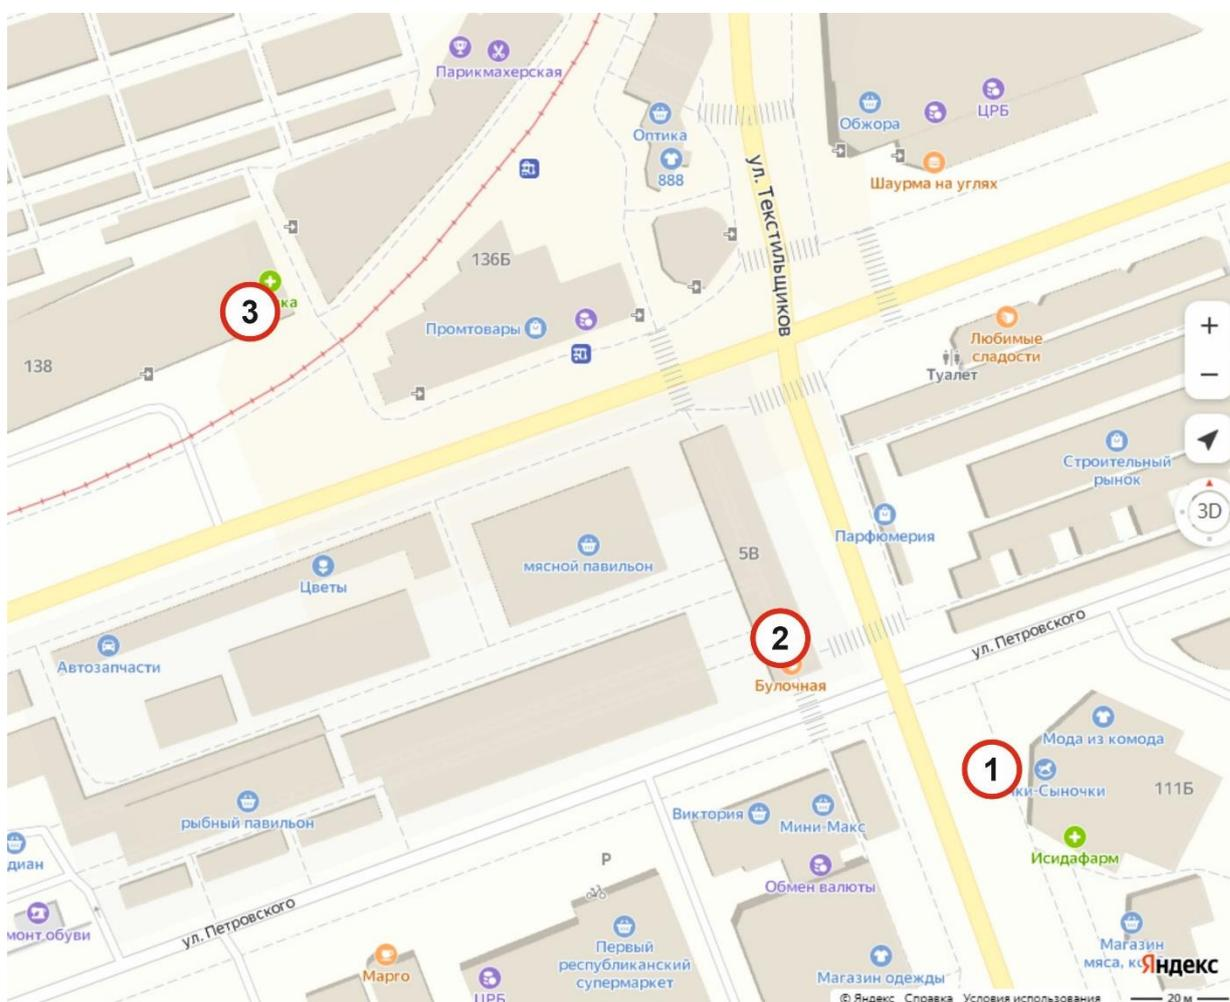 Парикмахерская
Оптика
888
Обжора
ЦРБ
Шаурма на углях
ул. Текстильщиков
136Б
3
ка
Промтовары
138
Любимые
сладости
Туалет
+
−
Строительный
рынок
3D
Парфюмерия
5В
мясной павильон
Цветы
2
Булочная
Автозапчасти
ул. Петровского
Мода из комода
1
чки-Сыночки
111Б
Исидафарм
Виктория
Мини-Макс
рыбный павильон
диан
P
Обмен валюты
ул. Петровского
монт обуви
Марго
ЦРБ
Первый
республиканский
супермаркет
Магазин одежды
Магазин
мяса, ко
Яндекс
© Яндекс Справка Условия использования 20 м